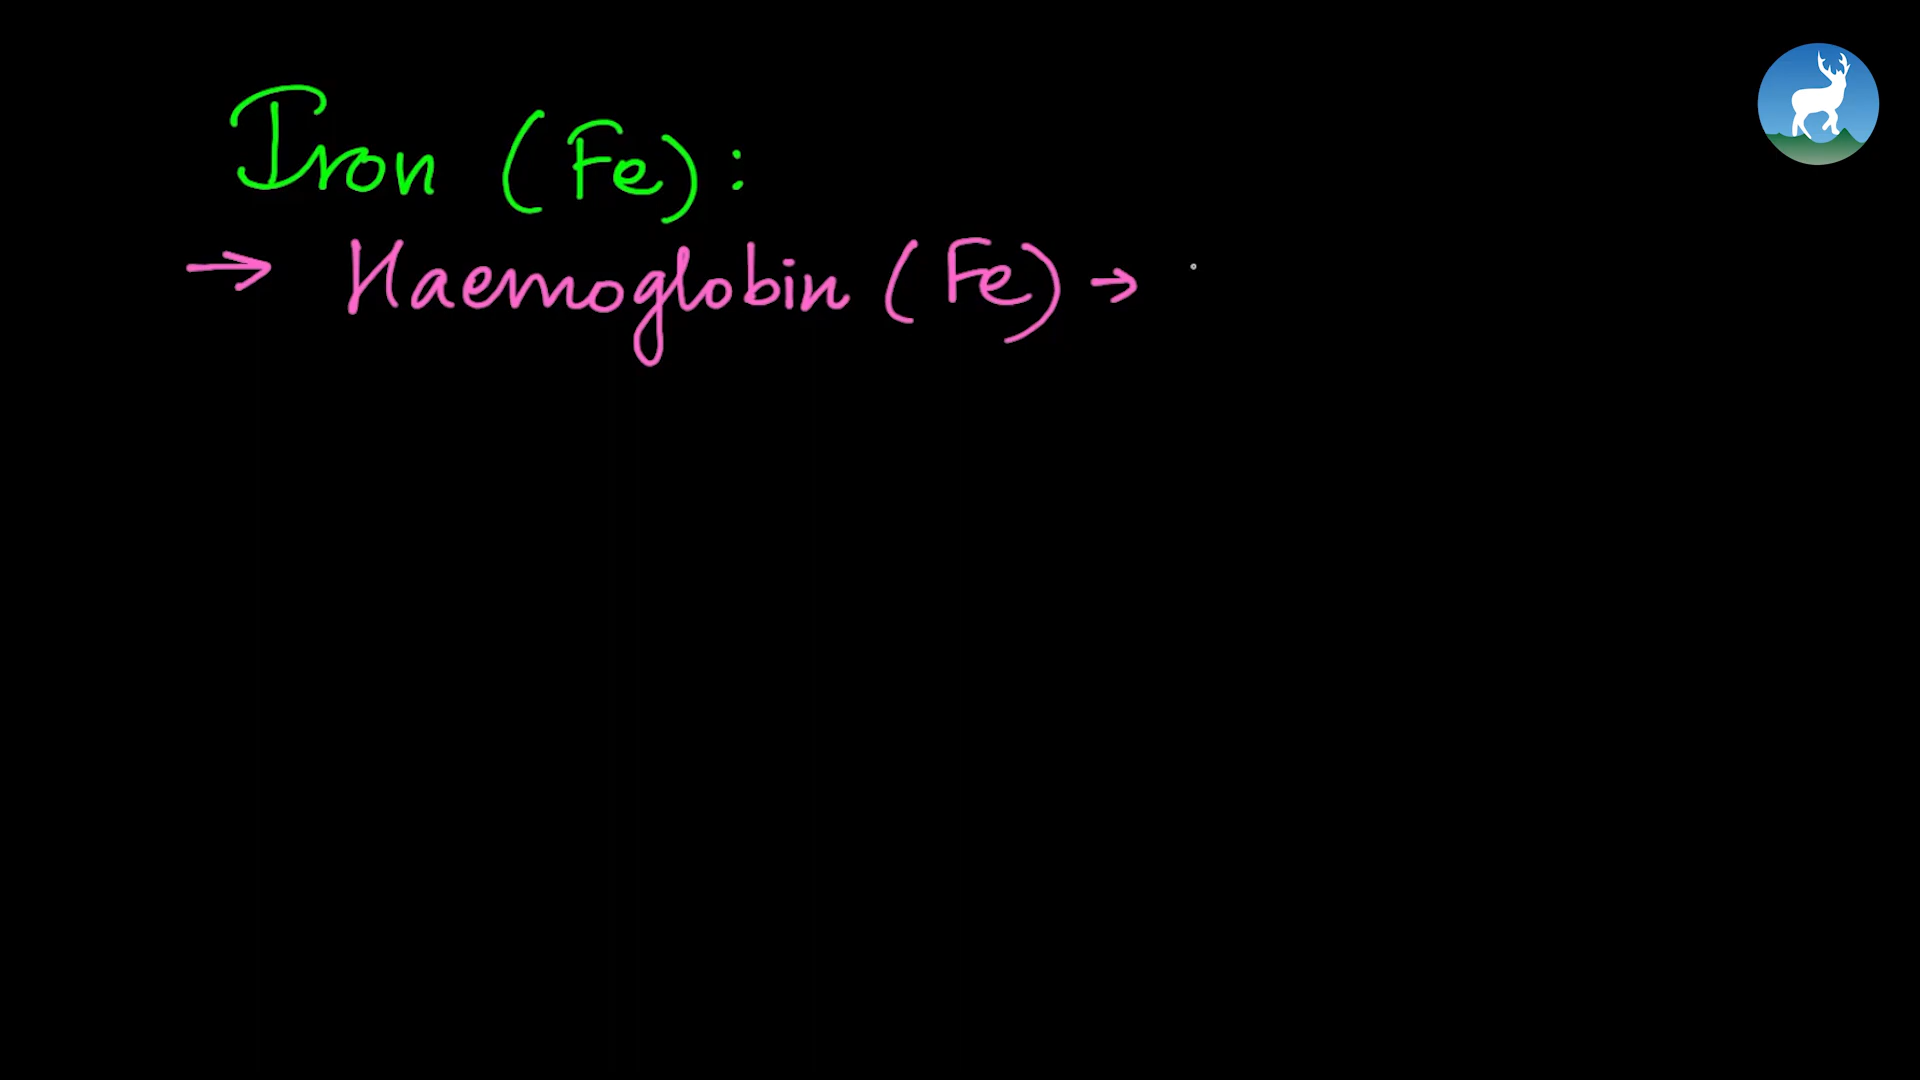 Iron (Fe):
→ Haemoglobin (Fe) →